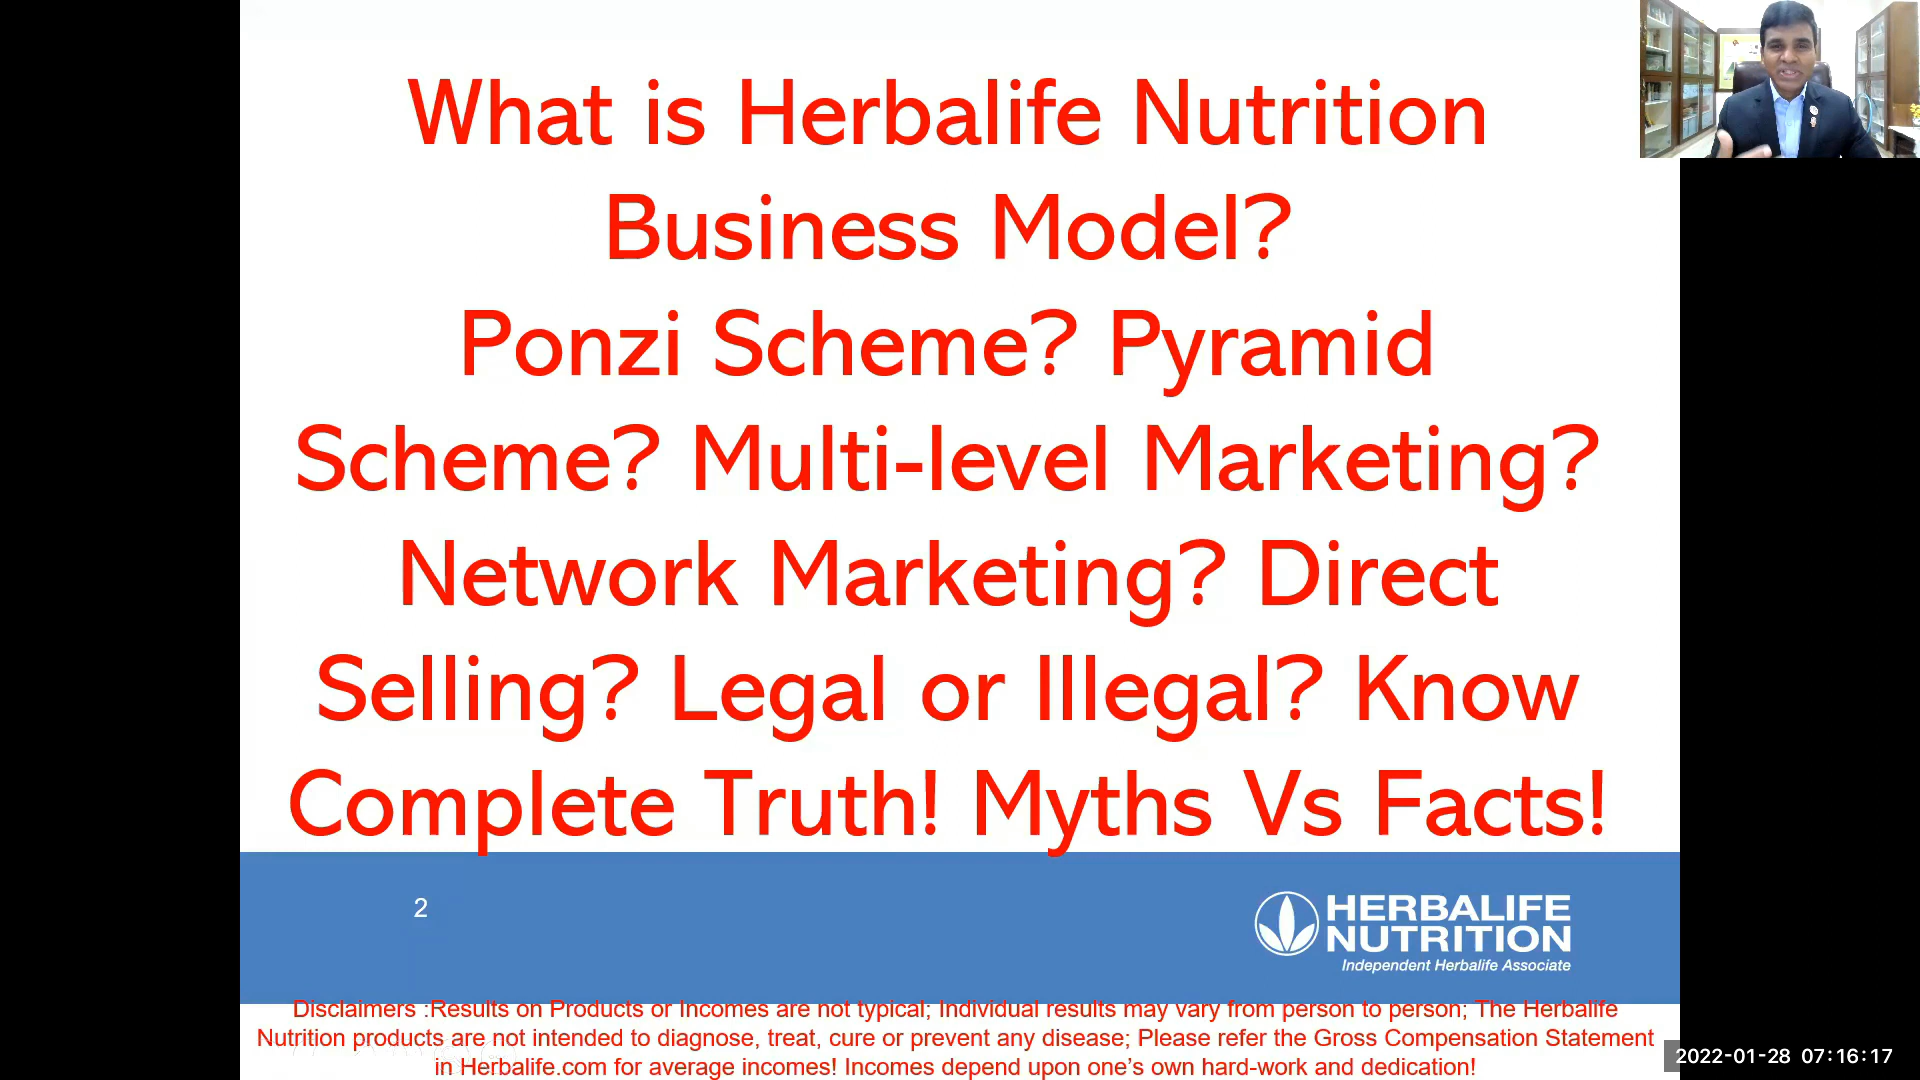 What is Herbalife Nutrition
Business Model?
Ponzi Scheme? Pyramid
Scheme? Multi-level Marketing?
Network Marketing? Direct
Selling? Legal or Illegal? Know
Complete Truth! Myths Vs Facts!
2
HERBALIFE
NUTRITION
Independent Herbalife Associate
Disclaimers :Results on Products or Incomes are not typical; Individual results may vary from person to person; The Herbalife
Nutrition products are not intended to diagnose, treat, cure or prevent any disease; Please refer the Gross Compensation Statement
in Herbalife.com for average incomes! Incomes depend upon one’s own hard-work and dedication!
2022-01-28 07:16:17